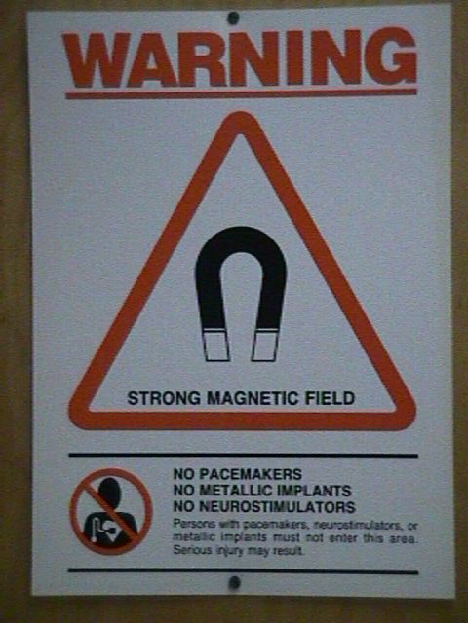 WARNING
STRONG MAGNETIC FIELD
NO PACEMAKERS
NO METALLIC IMPLANTS
NO NEUROSTIMULATORS
Persons with pacemakers, neurostimulators, or
metallic implants must not enter this area.
Serious injury may result.